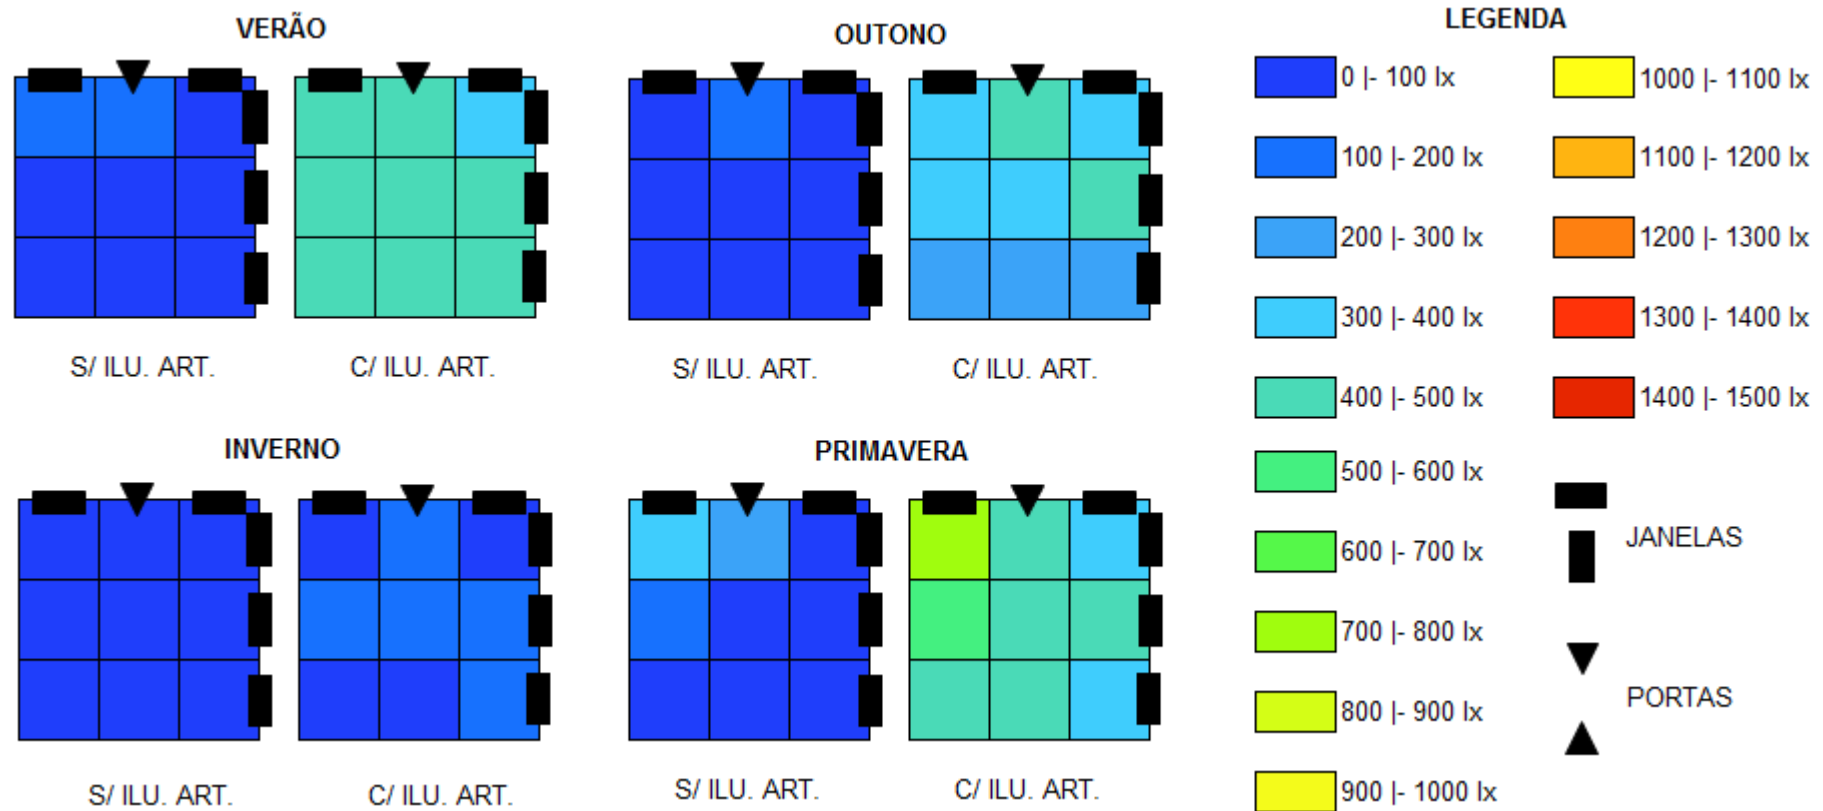 VERÃO
S/ ILU. ART.
C/ ILU. ART.
OUTONO
S/ ILU. ART.
C/ ILU. ART.
INVERNO
S/ ILU. ART.
C/ ILU. ART.
PRIMAVERA
S/ ILU. ART.
C/ ILU. ART.
LEGENDA
0 |- 100 lx
100 |- 200 lx
200 |- 300 lx
300 |- 400 lx
400 |- 500 lx
500 |- 600 lx
600 |- 700 lx
700 |- 800 lx
800 |- 900 lx
900 |- 1000 lx
1000 |- 1100 lx
1100 |- 1200 lx
1200 |- 1300 lx
1300 |- 1400 lx
1400 |- 1500 lx
JANELAS
PORTAS